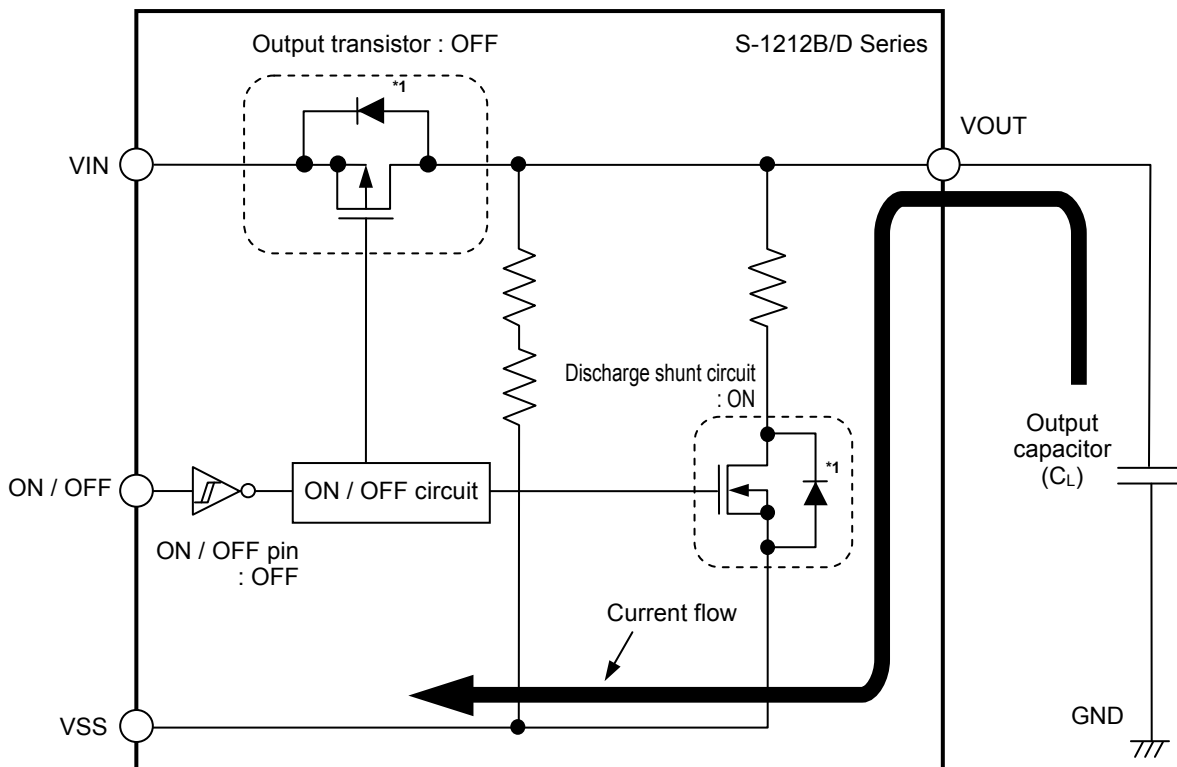 Output transistor : OFF
S-1212B/D Series
*1
VOUT
VIN
Discharge shunt circuit
: ON
Output
capacitor
(CL)
*1
ON / OFF
ON / OFF circuit
ON / OFF pin
: OFF
Current flow
VSS
GND